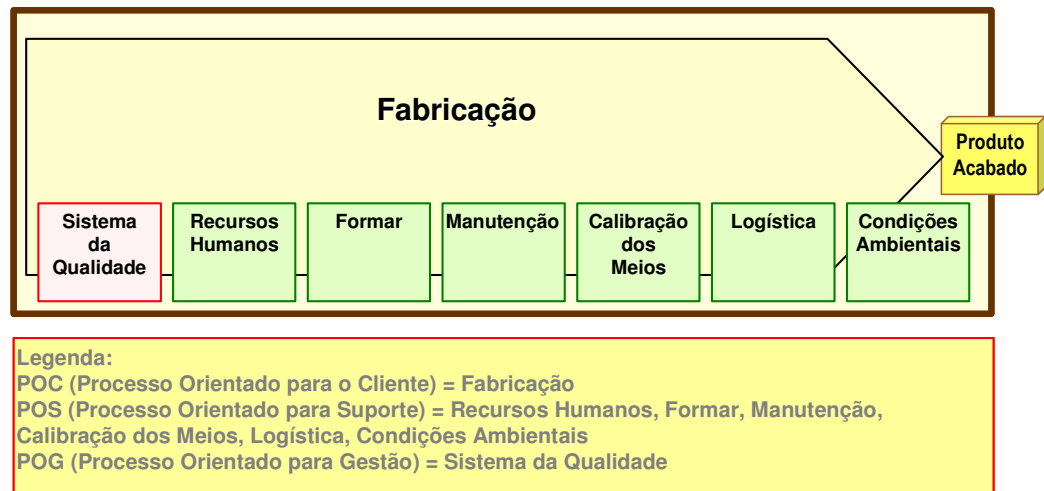 Fabricação
Produto
Acabado
Sistema
da
Qualidade
Recursos
Humanos
Formar
Manutenção
Calibração
dos
Meios
Logística
Condições
Ambientais
Legenda:
POC (Processo Orientado para o Cliente) = Fabricação
POS (Processo Orientado para Suporte) = Recursos Humanos, Formar, Manutenção,
Calibração dos Meios, Logística, Condições Ambientais
POG (Processo Orientado para Gestão) = Sistema da Qualidade